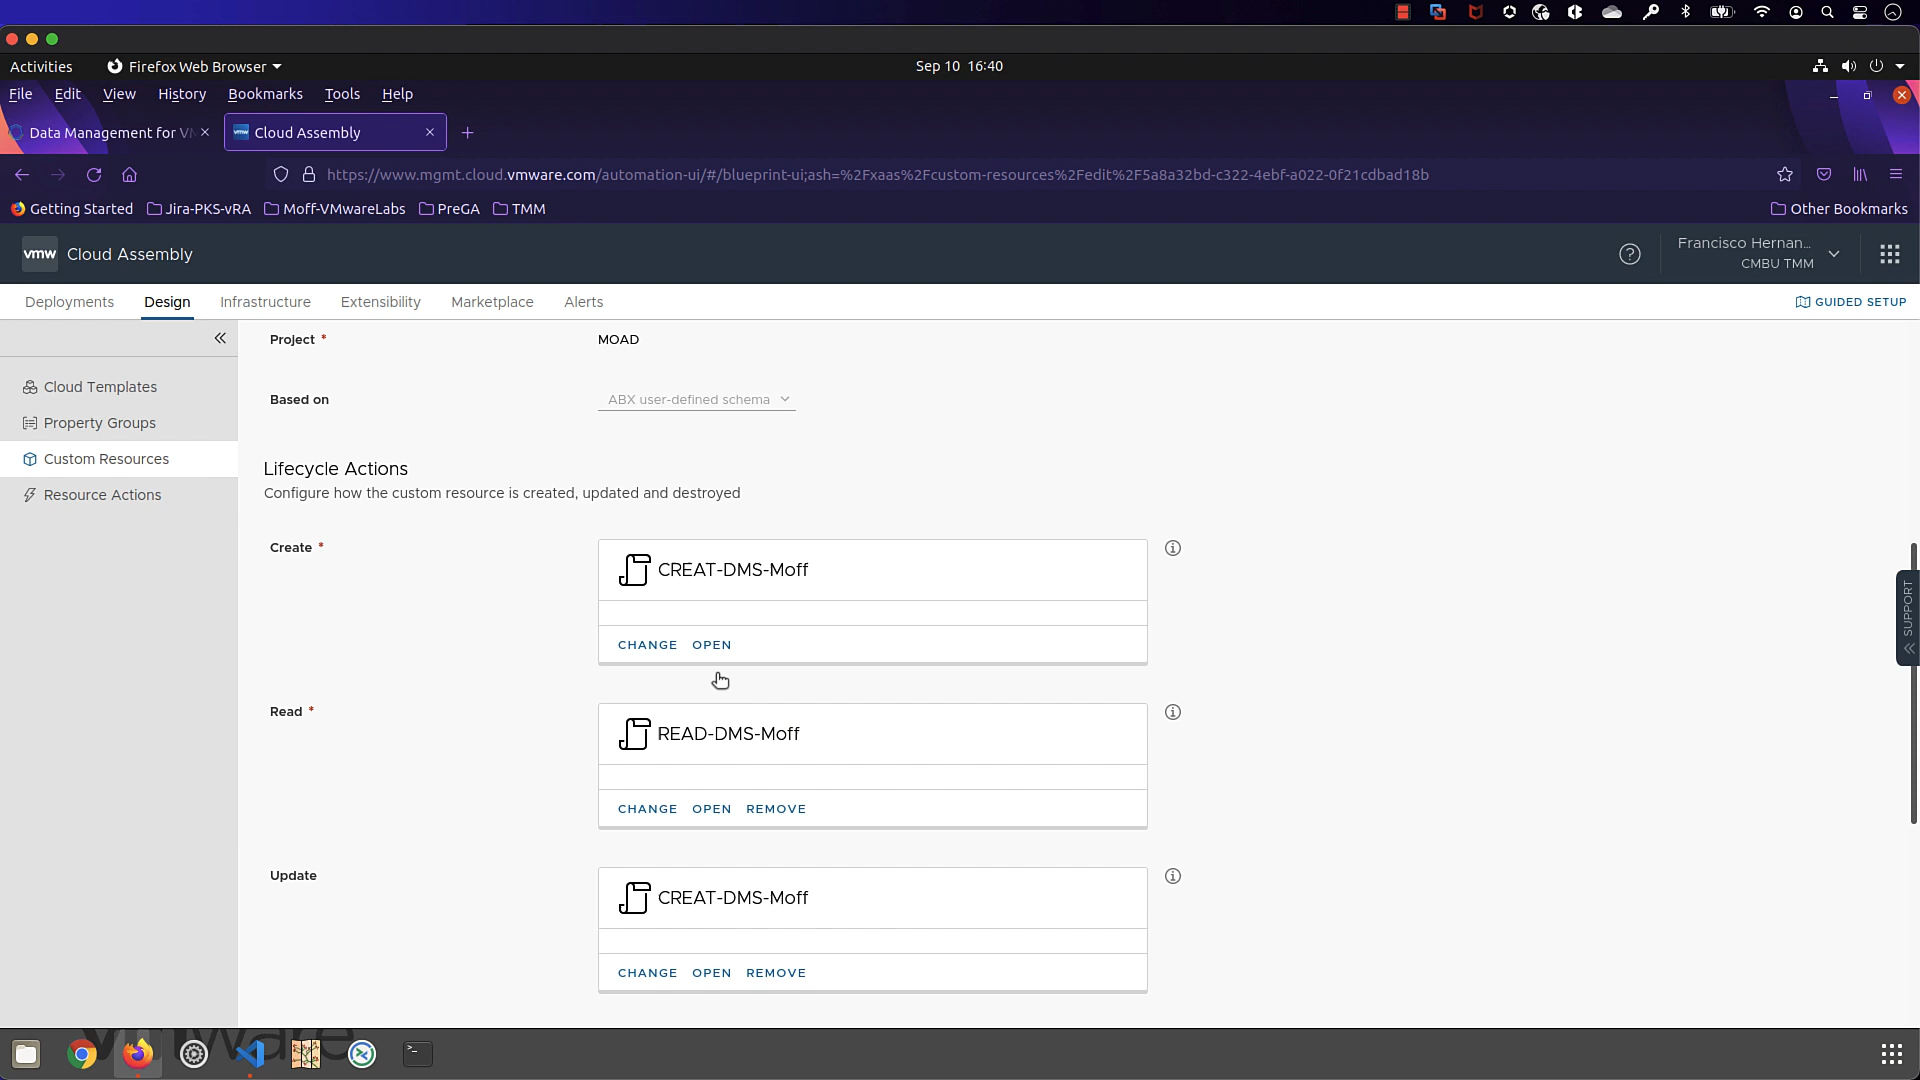 Activities
Firefox Web Browser
Sep 10 16:40
File Edit View History Bookmarks Tools Help
Data Management for VM
vmw Cloud Assembly
https://www.mgmt.cloud.vmware.com/automation-ui/#/blueprint-ui;ash=%2Fxaas%2Fcustom-resources%2Fedit%2F5a8a32bd-c322-4ebf-a022-0f21cdbad18b
Getting Started
Jira-PKS-vRA
Moff-VMwareLabs
PreGA
TMM
Other Bookmarks
vmw Cloud Assembly
Francisco Hernan...
CMBU TMM
Deployments
Design
Infrastructure
Extensibility
Marketplace
Alerts
GUIDED SETUP
Cloud Templates
Property Groups
Custom Resources
Resource Actions
Project * MOAD
Based on ABX user-defined schema
Lifecycle Actions
Configure how the custom resource is created, updated and destroyed
Create * CREAT-DMS-Moff
CHANGE OPEN
Read * READ-DMS-Moff
CHANGE OPEN REMOVE
Update CREAT-DMS-Moff
CHANGE OPEN REMOVE
SUPPORT
vmware